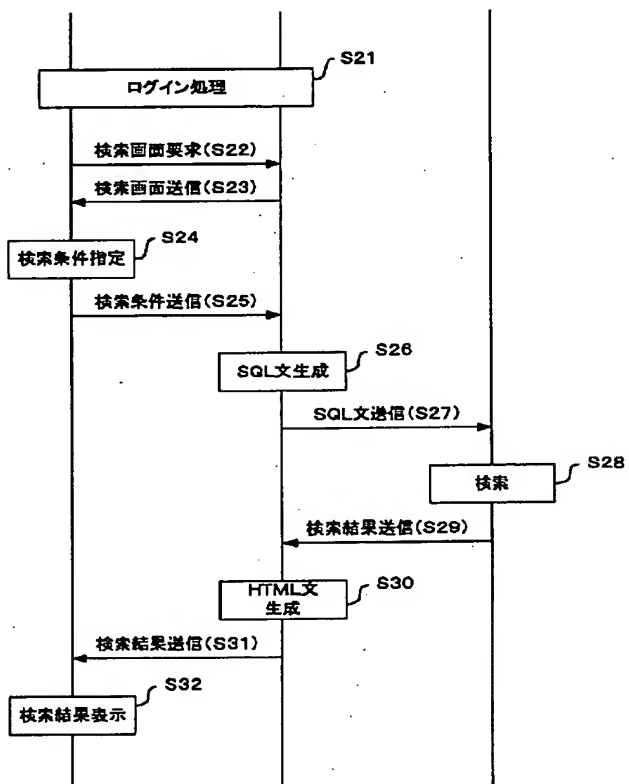 S21
ログイン処理
検索画面要求(S22)
検索画面送信(S23)
S24
検索条件指定
検索条件送信(S25)
S26
SQL文生成
SQL文送信(S27)
S28
検索
検索結果送信(S29)
S30
HTML文
生成
検索結果送信(S31)
S32
検索結果表示